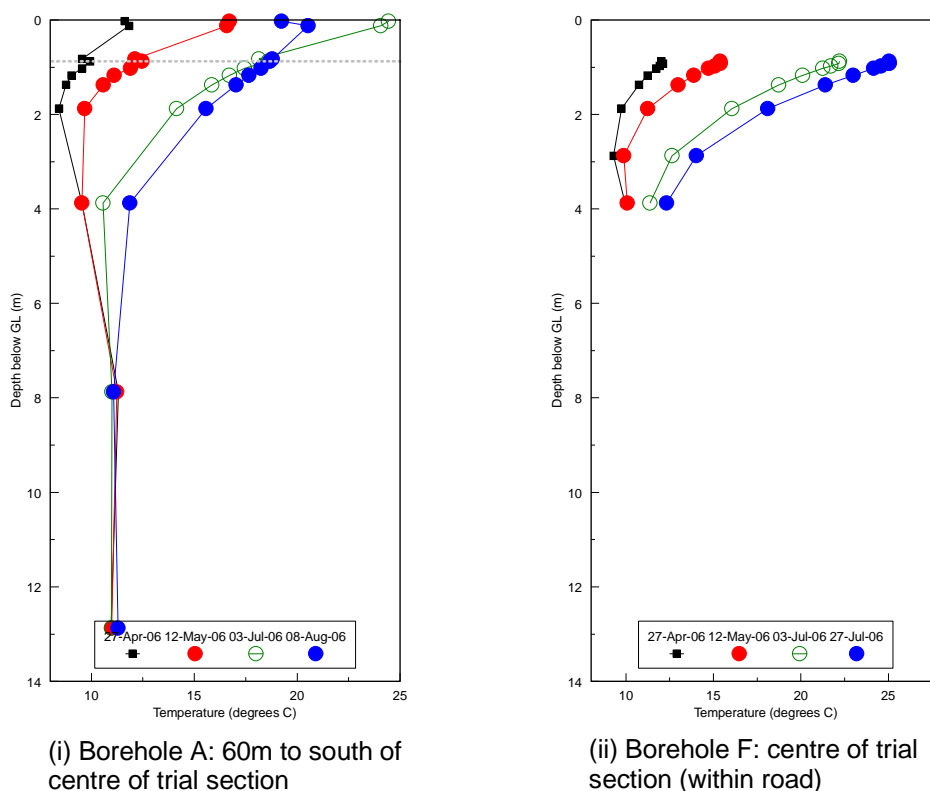 0
2
4
6
8
10
12
14
Depth below GL (m)
27-Apr-06 12-May-06 03-Jul-06 08-Aug-06
10 15 20 25
Temperature (degrees C)
(i) Borehole A: 60m to south of
centre of trial section
0
2
4
6
8
10
12
14
Depth below GL (m)
27-Apr-06 12-May-06 03-Jul-06 27-Jul-06
10 15 20 25
Temperature (degrees C)
(ii) Borehole F: centre of trial
section (within road)